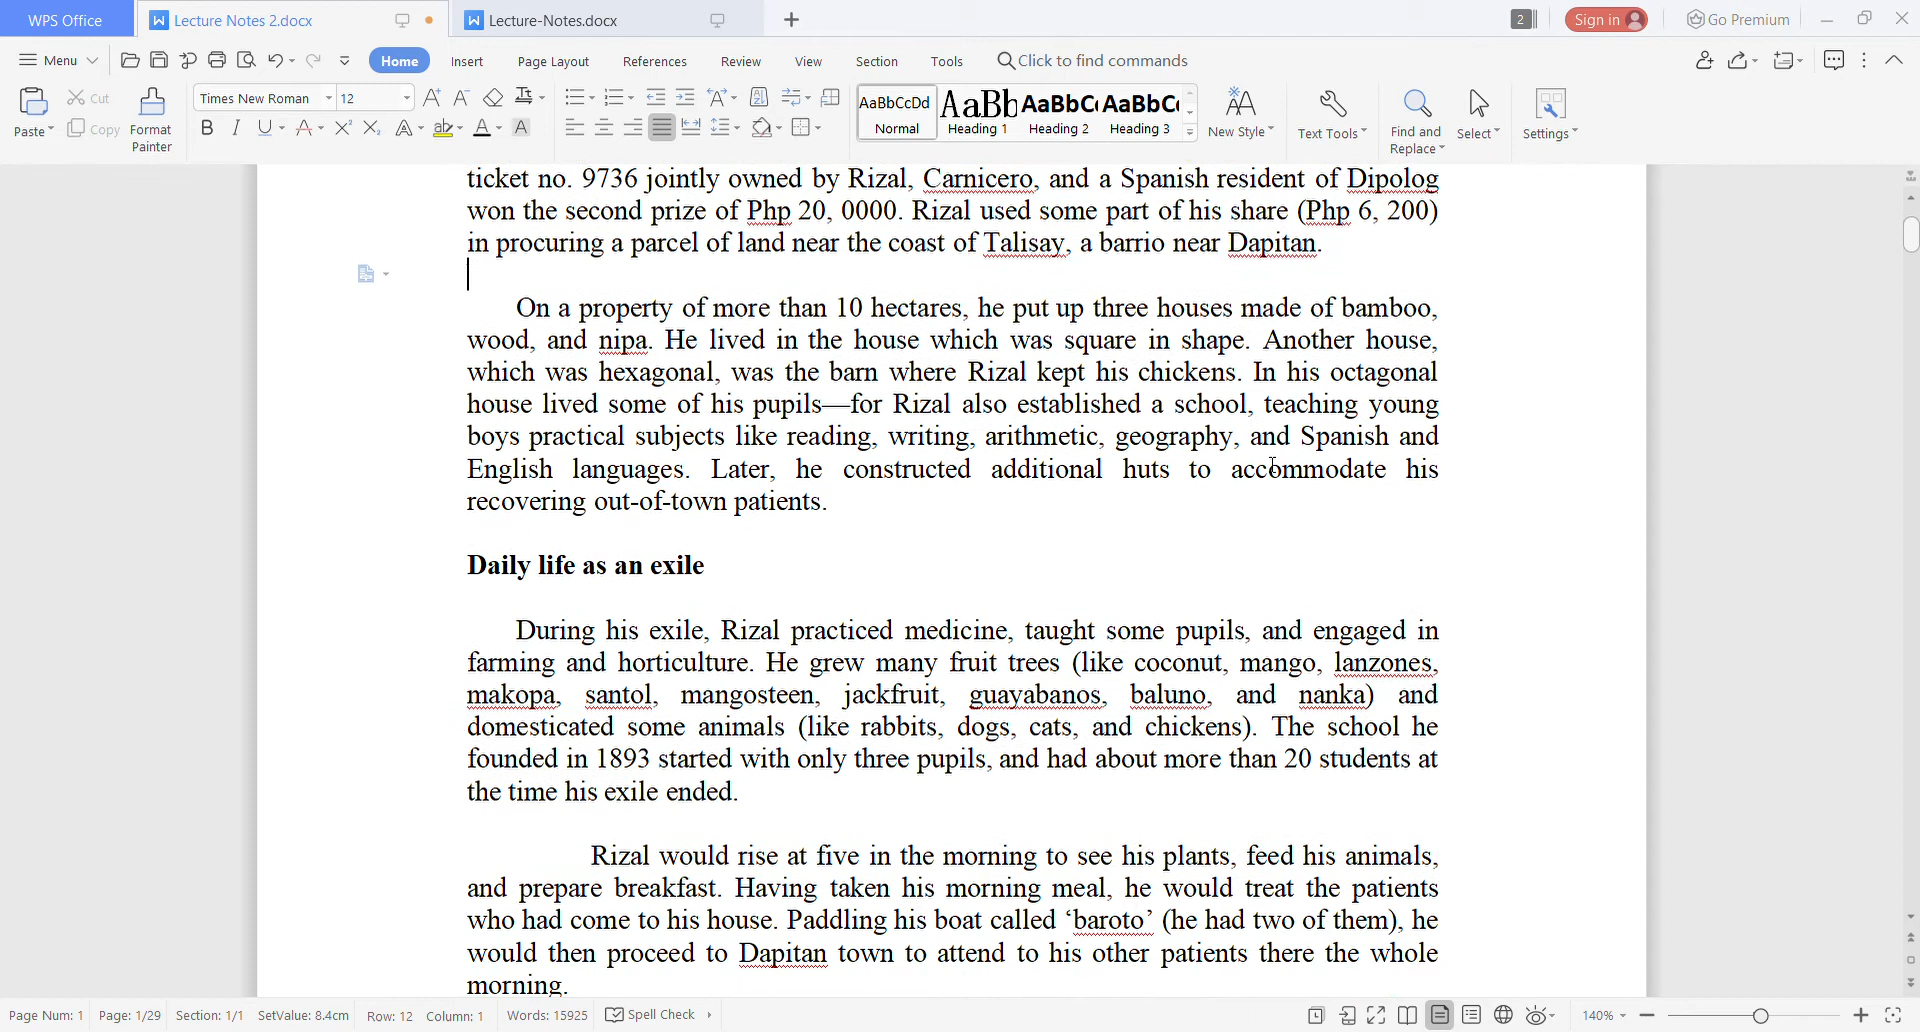 WPS Office
Lecture Notes 2.docx
Lecture-Notes.docx
2
Sign in
Go Premium
Menu
Home
Insert
Page Layout
References
Review
View
Section
Tools
Click to find commands
Paste
Cut
Copy
Format
Painter
Times New Roman
12
AaBbCcDd
Normal
AaBb
Heading 1
AaBbC
Heading 2
AaBbC
Heading 3
New Style
Text Tools
Find and
Replace
Select
Settings
ticket no. 9736 jointly owned by Rizal, Carnicero, and a Spanish resident of Dipolog
won the second prize of Php 20, 0000. Rizal used some part of his share (Php 6, 200)
in procuring a parcel of land near the coast of Talisay, a barrio near Dapitan.
On a property of more than 10 hectares, he put up three houses made of bamboo,
wood, and nipa. He lived in the house which was square in shape. Another house,
which was hexagonal, was the barn where Rizal kept his chickens. In his octagonal
house lived some of his pupils—for Rizal also established a school, teaching young
boys practical subjects like reading, writing, arithmetic, geography, and Spanish and
English languages. Later, he constructed additional huts to accommodate his
recovering out-of-town patients.
Daily life as an exile
During his exile, Rizal practiced medicine, taught some pupils, and engaged in
farming and horticulture. He grew many fruit trees (like coconut, mango, lanzones,
makopa, santol, mangosteen, jackfruit, guayabanos, baluno, and nanka) and
domesticated some animals (like rabbits, dogs, cats, and chickens). The school he
founded in 1893 started with only three pupils, and had about more than 20 students at
the time his exile ended.
Rizal would rise at five in the morning to see his plants, feed his animals,
and prepare breakfast. Having taken his morning meal, he would treat the patients
who had come to his house. Paddling his boat called ‘baroto’ (he had two of them), he
would then proceed to Dapitan town to attend to his other patients there the whole
morning.
Page Num: 1
Page: 1/29
Section: 1/1
SetValue: 8.4cm
Row: 12
Column: 1
Words: 15925
Spell Check
140%